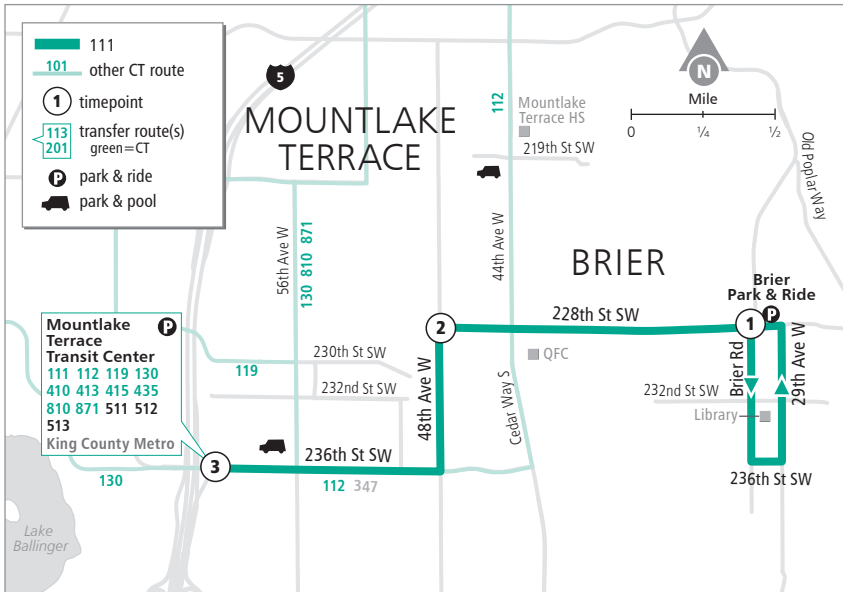 111
101
other CT route
1
timepoint
113
201
transfer route(s)
green=CT
P
park & ride
park & pool
5
MOUNTLAKE
TERRACE
112
Mountlake
Terrace HS
219th St SW
N
Mile
0
1/4
1/2
Old Poplar Way
56th Ave W
130 810 871
44th Ave W
BRIER
Brier
Park & Ride
P
2
228th St SW
1
Mountlake
Terrace
Transit Center
P
111 112 119 130
410 413 415 435
810 871 511 512
513
King County Metro
119
230th St SW
232nd St SW
48th Ave W
QFC
Cedar Way S
Brier Rd
29th Ave W
232nd St SW
Library
236th St SW
3
236th St SW
130
112 347
Lake
Ballinger